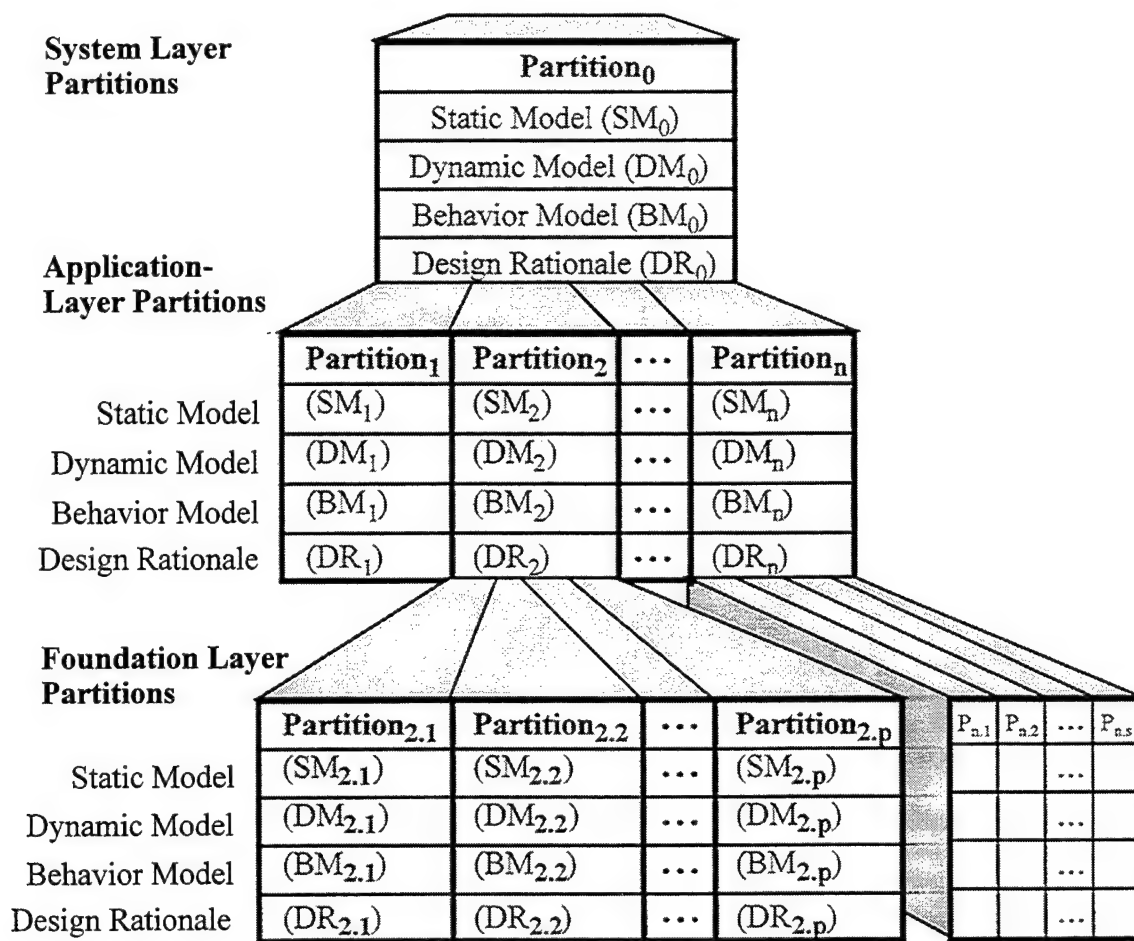 System Layer
Partitions
Partition₀
Static Model (SM₀)
Dynamic Model (DM₀)
Behavior Model (BM₀)
Design Rationale (DR₀)
Application-
Layer Partitions
Partition₁ Partition₂ ... Partitionₙ
Static Model (SM₁) (SM₂) ... (SMₙ)
Dynamic Model (DM₁) (DM₂) ... (DMₙ)
Behavior Model (BM₁) (BM₂) ... (BMₙ)
Design Rationale (DR₁) (DR₂) ... (DRₙ)
Foundation Layer
Partitions
Partition2.1 Partition2.2 ... Partition2.p Pn.1 Pn.2 ... Pn.s
Static Model (SM2.1) (SM2.2) ... (SM2.p) ...
Dynamic Model (DM2.1) (DM2.2) ... (DM2.p) ...
Behavior Model (BM2.1) (BM2.2) ... (BM2.p) ...
Design Rationale (DR2.1) (DR2.2) ... (DR2.p) ...